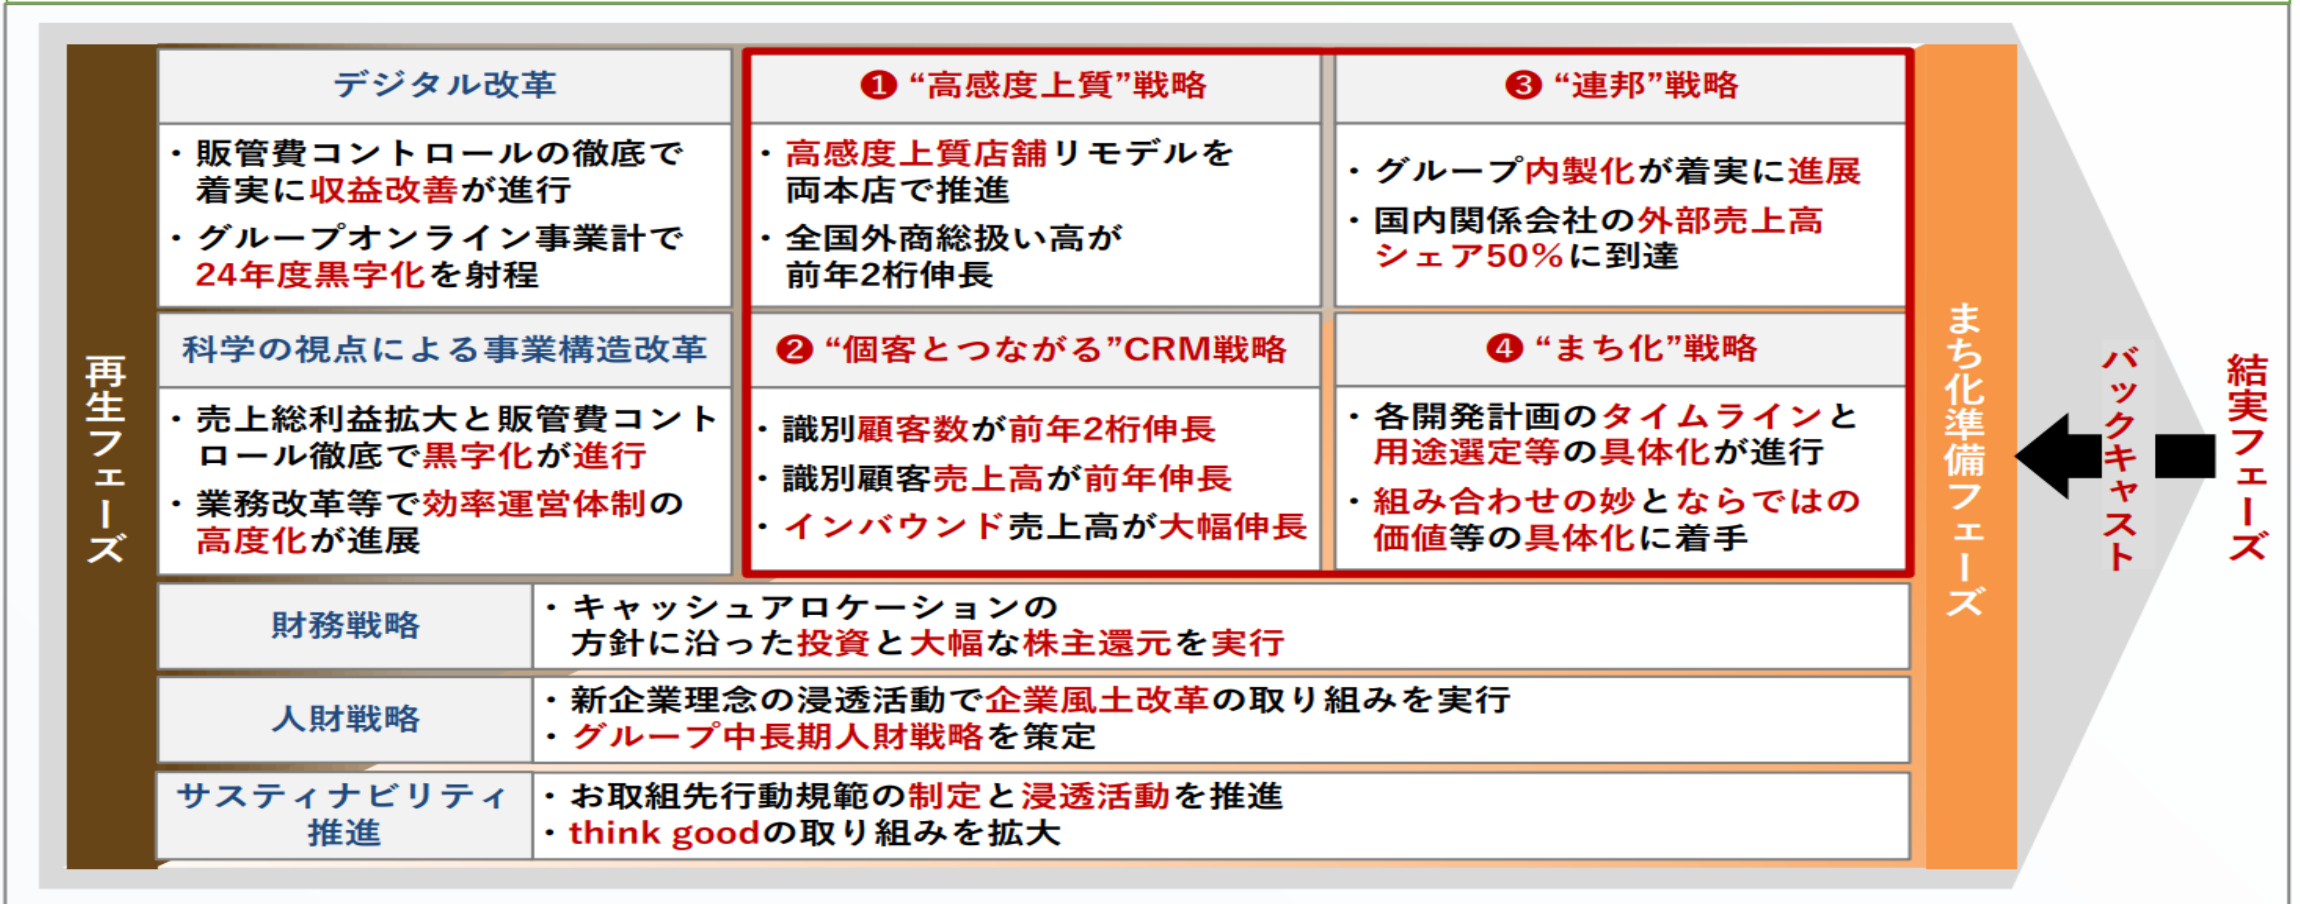 再生フェーズ
デジタル改革
・販管費コントロールの徹底で
着実に収益改善が進行
・グループオンライン事業計で
24年度黒字化を射程
科学の視点による事業構造改革
・売上総利益拡大と販管費コント
ロール徹底で黒字化が進行
・業務改革等で効率運営体制の
高度化が進展
❶“高感度上質”戦略
・高感度上質店舗リモデルを
両本店で推進
・全国外商総扱い高が
前年2桁伸長
❷“個客とつながる”CRM戦略
・識別顧客数が前年2桁伸長
・識別顧客売上高が前年伸長
・インバウンド売上高が大幅伸長
❸“連邦”戦略
・グループ内製化が着実に進展
・国内関係会社の外部売上高
シェア50%に到達
❹“まち化”戦略
・各開発計画のタイムラインと
用途選定等の具体化が進行
・組み合わせの妙とならではの
価値等の具体化に着手
財務戦略
・キャッシュアロケーションの
方針に沿った投資と大幅な株主還元を実行
人財戦略
・新企業理念の浸透活動で企業風土改革の取り組みを実行
・グループ中長期人財戦略を策定
サスティナビリティ
推進
・お取組先行動規範の制定と浸透活動を推進
・think goodの取り組みを拡大
まち化準備フェーズ
バックキャスト
結実フェーズ